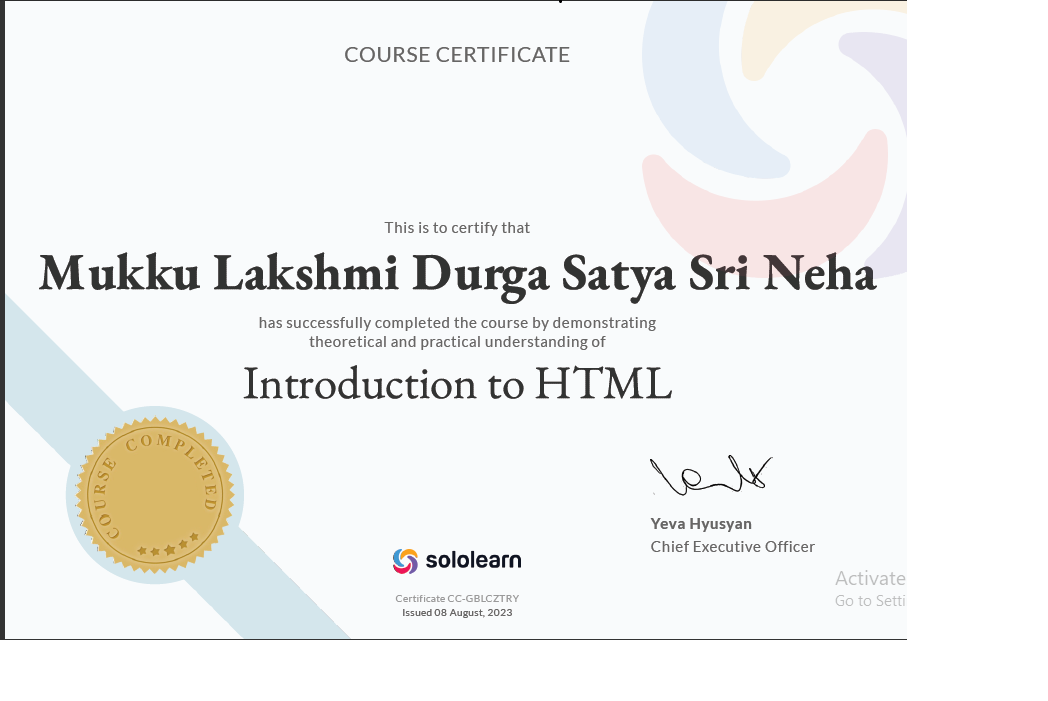 COURSE CERTIFICATE
This is to certify that
Mukku Lakshmi Durga Satya Sri Neha
has successfully completed the course by demonstrating
theoretical and practical understanding of
Introduction to HTML
COURSE COMPLETED
Yeva Hyusyan
Chief Executive Officer
sololearn
Certificate CC-GBLCZTRY
Issued 08 August, 2023
Activate
Go to Setti